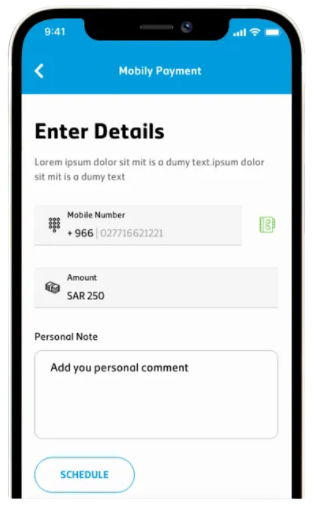 9:41
Mobily Payment
Enter Details
Lorem ipsum dolor sit mit is a dumy text.ipsum dolor
sit mit is a dumy text
Mobile Number
+ 966 | 027716621221
Amount
SAR 250
Personal Note
Add you personal comment
SCHEDULE